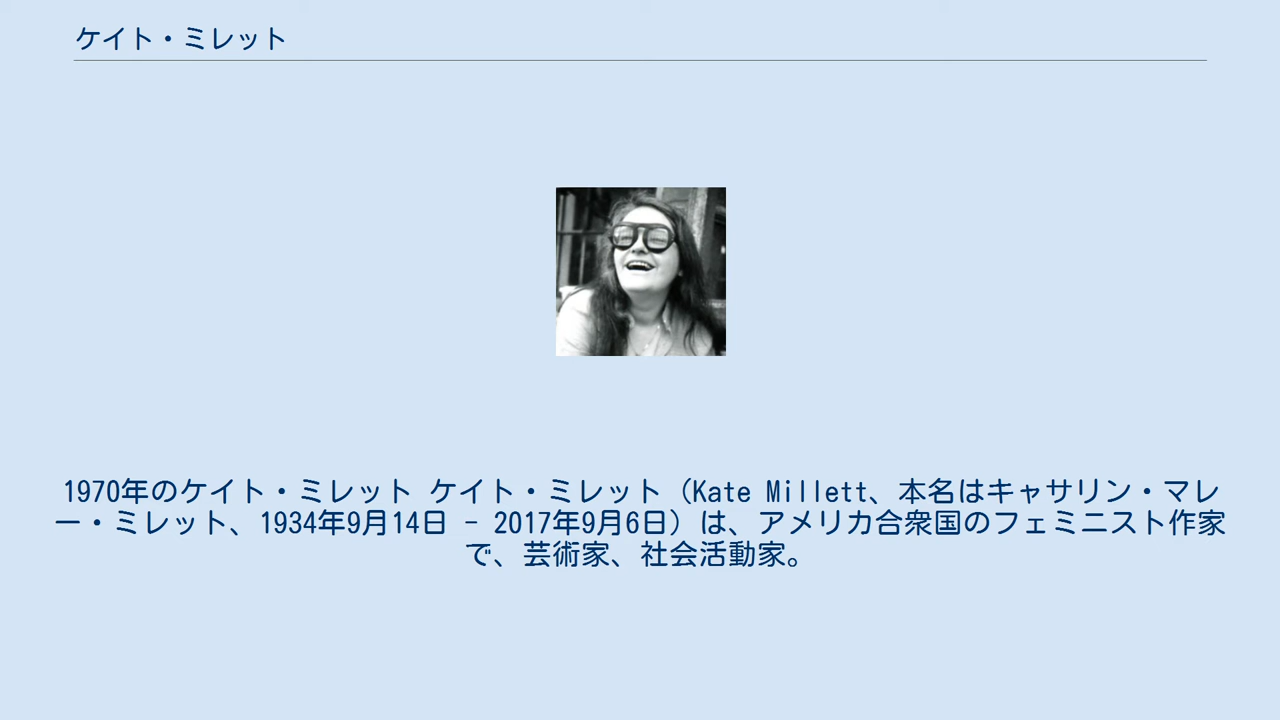 ケイト・ミレット
1970年のケイト・ミレット ケイト・ミレット（Kate Millett、本名はキャサリン・マレ
ー・ミレット、1934年9月14日 - 2017年9月6日）は、アメリカ合衆国のフェミニスト作家
で、芸術家、社会活動家。